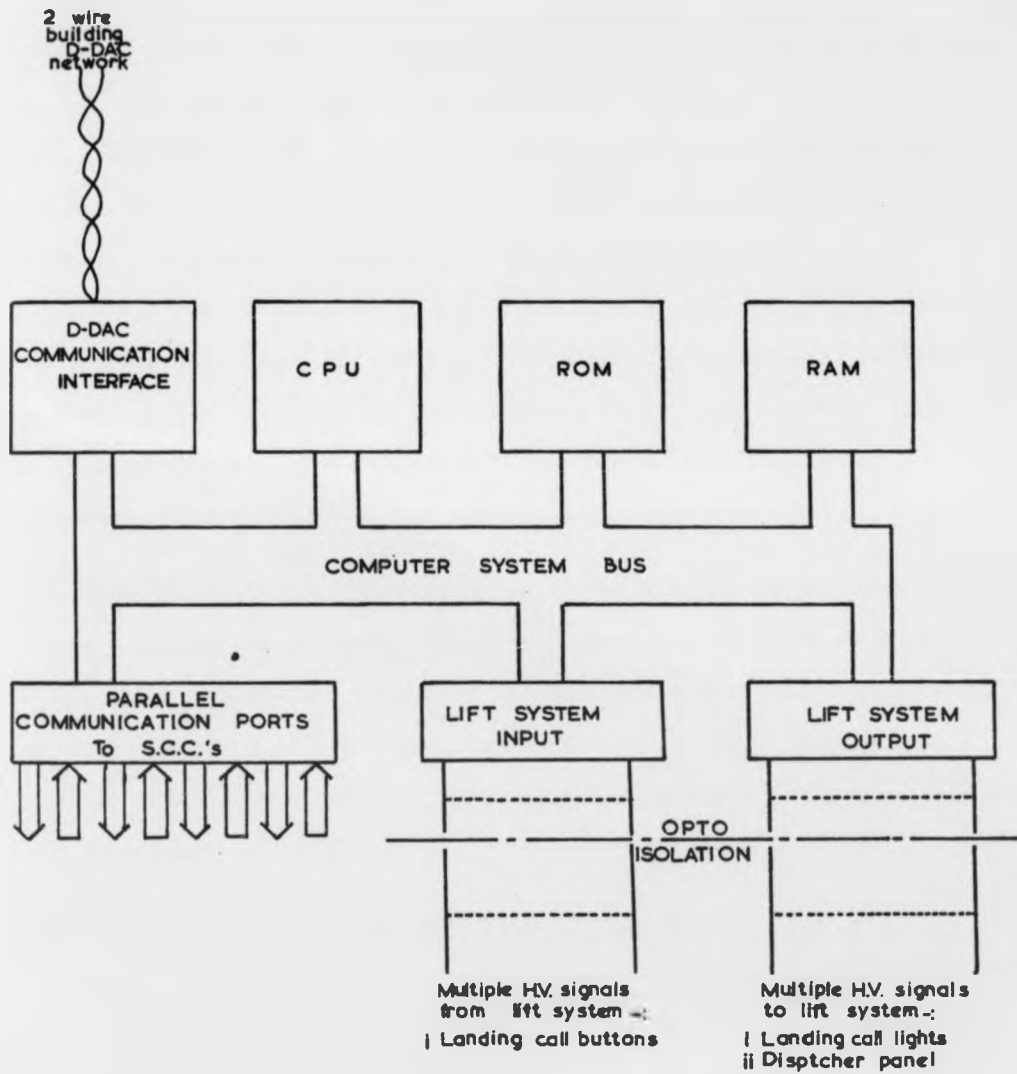 2 wire
building
D-DAC
network
D-DAC
COMMUNICATION
INTERFACE
CPU
ROM
RAM
COMPUTER SYSTEM BUS
PARALLEL
COMMUNICATION PORTS
To S.C.C.'s
LIFT SYSTEM
INPUT
LIFT SYSTEM
OUTPUT
OPTO
ISOLATION
Multiple H.V. signals
from lift system -:
i Landing call buttons
Multiple H.V. signals
to lift system -:
i Landing call lights
ii Disptcher panel